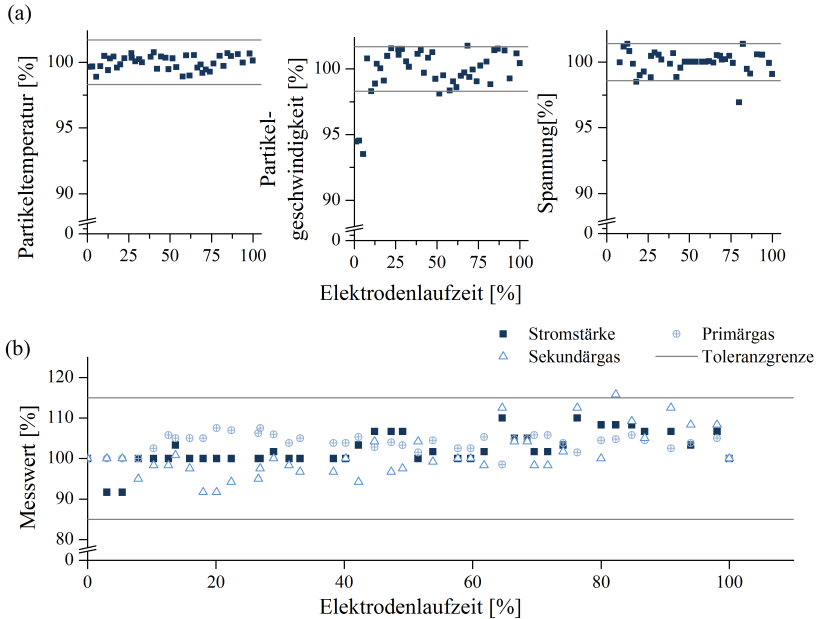 (a)
Partikeltemperatur [%]
100
95
90
0
0 25 50 75 100
Partikel-
geschwindigkeit [%]
100
95
90
0
0 25 50 75 100
Spannung[%]
100
95
90
0
0 25 50 75 100
Elektrodenlaufzeit [%]
Stromstärke Primärgas
Sekundärgas Toleranzgrenze
(b)
Messwert [%]
120
110
100
90
80
0
0 20 40 60 80 100
Elektrodenlaufzeit [%]